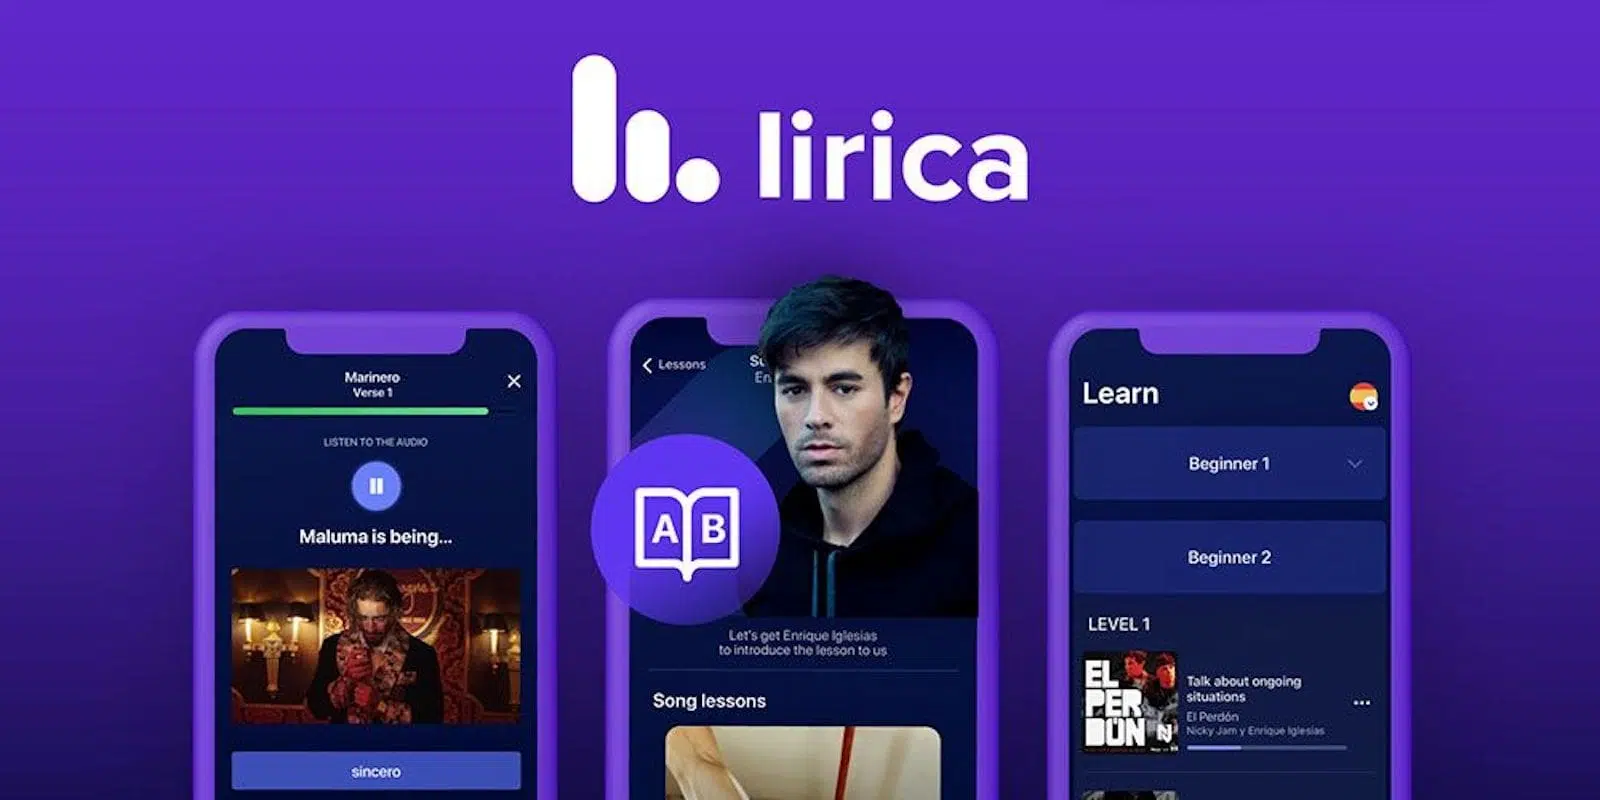 lirica
Marinero
Verse 1
LISTEN TO THE AUDIO
Maluma is being...
sincero
Lessons
En
A B
Let's get Enrique Iglesias
to introduce the lesson to us
Song lessons
Learn
Beginner 1
Beginner 2
LEVEL 1
EL
PER
DÓN
Talk about ongoing
situations
El Perdón
Nicky Jam y Enrique Iglesias